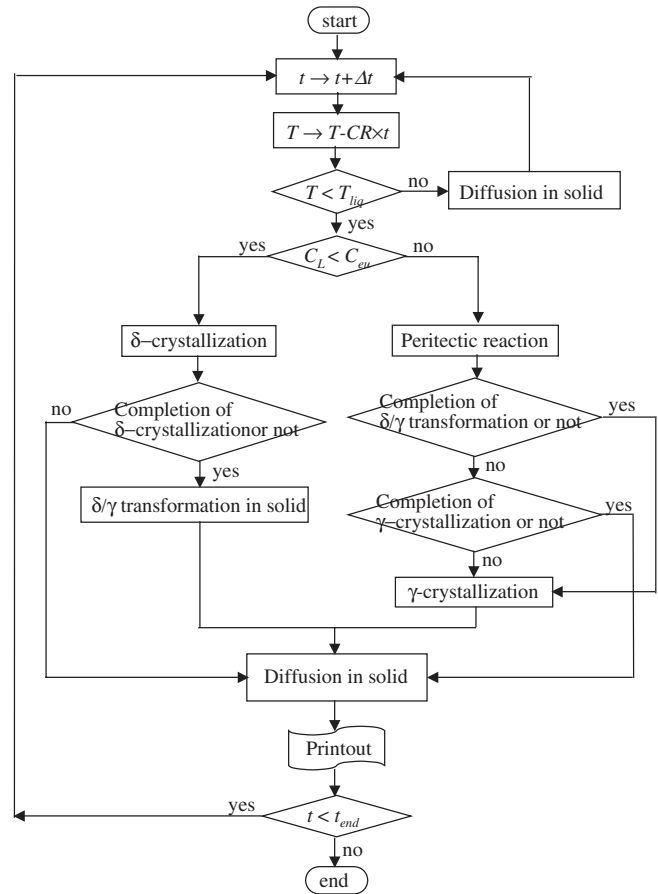 start
t → t+Δt
T → T-CR×t
T < T_liq
no
Diffusion in solid
yes
yes
C_L < C_eu
no
δ–crystallization
Peritectic reaction
no
Completion of
δ–crystallizationor not
Completion of
δ/γ transformation or not
yes
yes
no
δ/γ transformation in solid
Completion of
γ–crystallization or not
yes
no
γ-crystallization
Diffusion in solid
Printout
yes
t < t_end
no
end